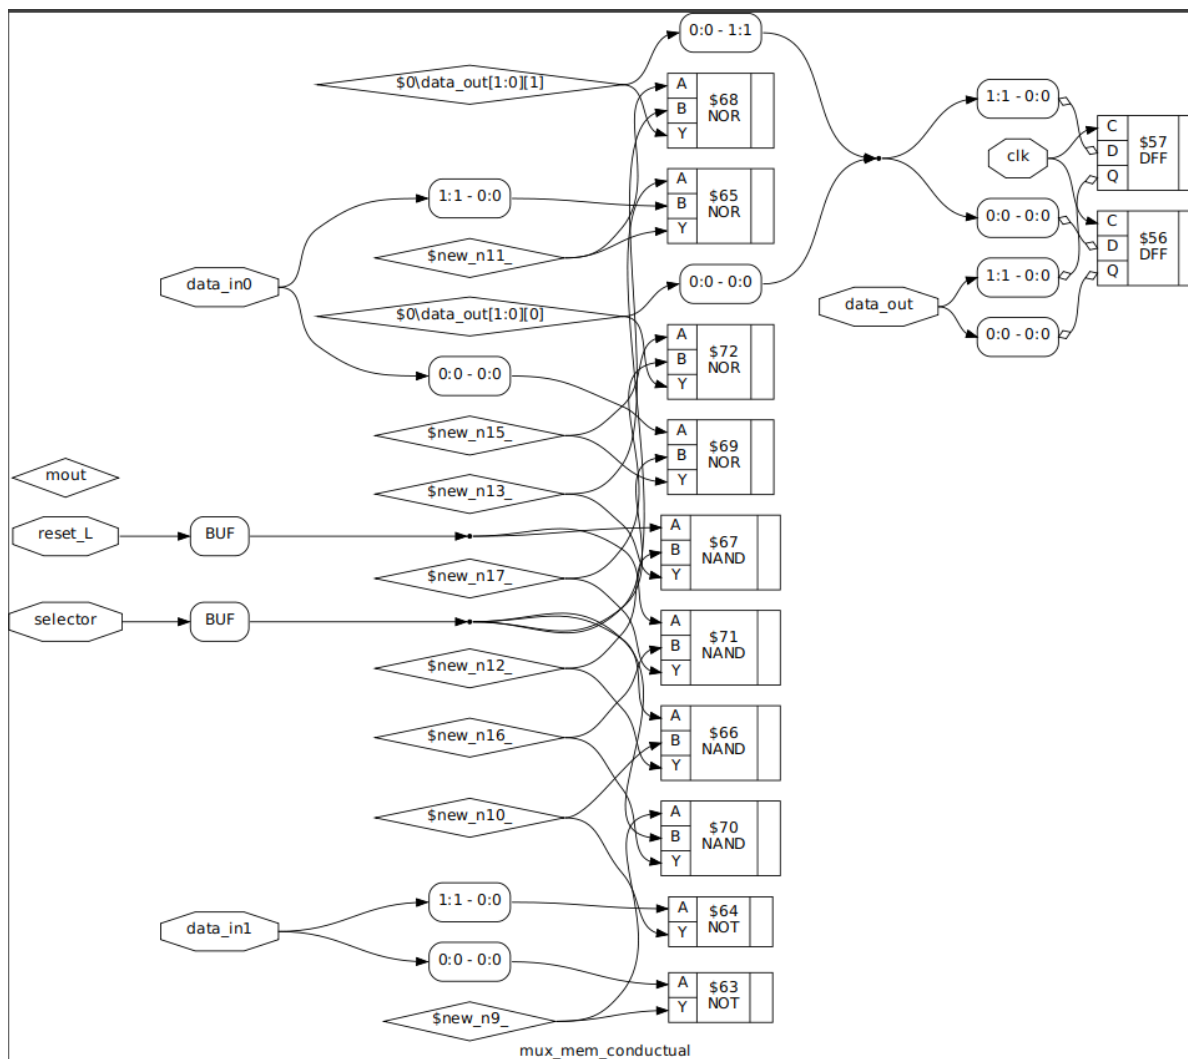 0:0 - 1:1
$0\data_out[1:0][1]
A
B
Y
$68
NOR
1:1 - 0:0
clk
C
D
Q
$57
DFF
1:1 - 0:0
A
B
Y
$65
NOR
0:0 - 0:0
C
D
Q
$56
DFF
$new_n11_
data_in0
0:0 - 0:0
1:1 - 0:0
data_out
0:0 - 0:0
$0\data_out[1:0][0]
A
B
Y
$72
NOR
0:0 - 0:0
$new_n15_
A
B
Y
$69
NOR
mout
$new_n13_
reset_L
BUF
A
B
Y
$67
NAND
$new_n17_
selector
BUF
A
B
Y
$71
NAND
$new_n12_
$new_n16_
A
B
Y
$66
NAND
$new_n10_
A
B
Y
$70
NAND
1:1 - 0:0
A
Y
$64
NOT
data_in1
0:0 - 0:0
A
Y
$63
NOT
$new_n9_
mux_mem_conductual